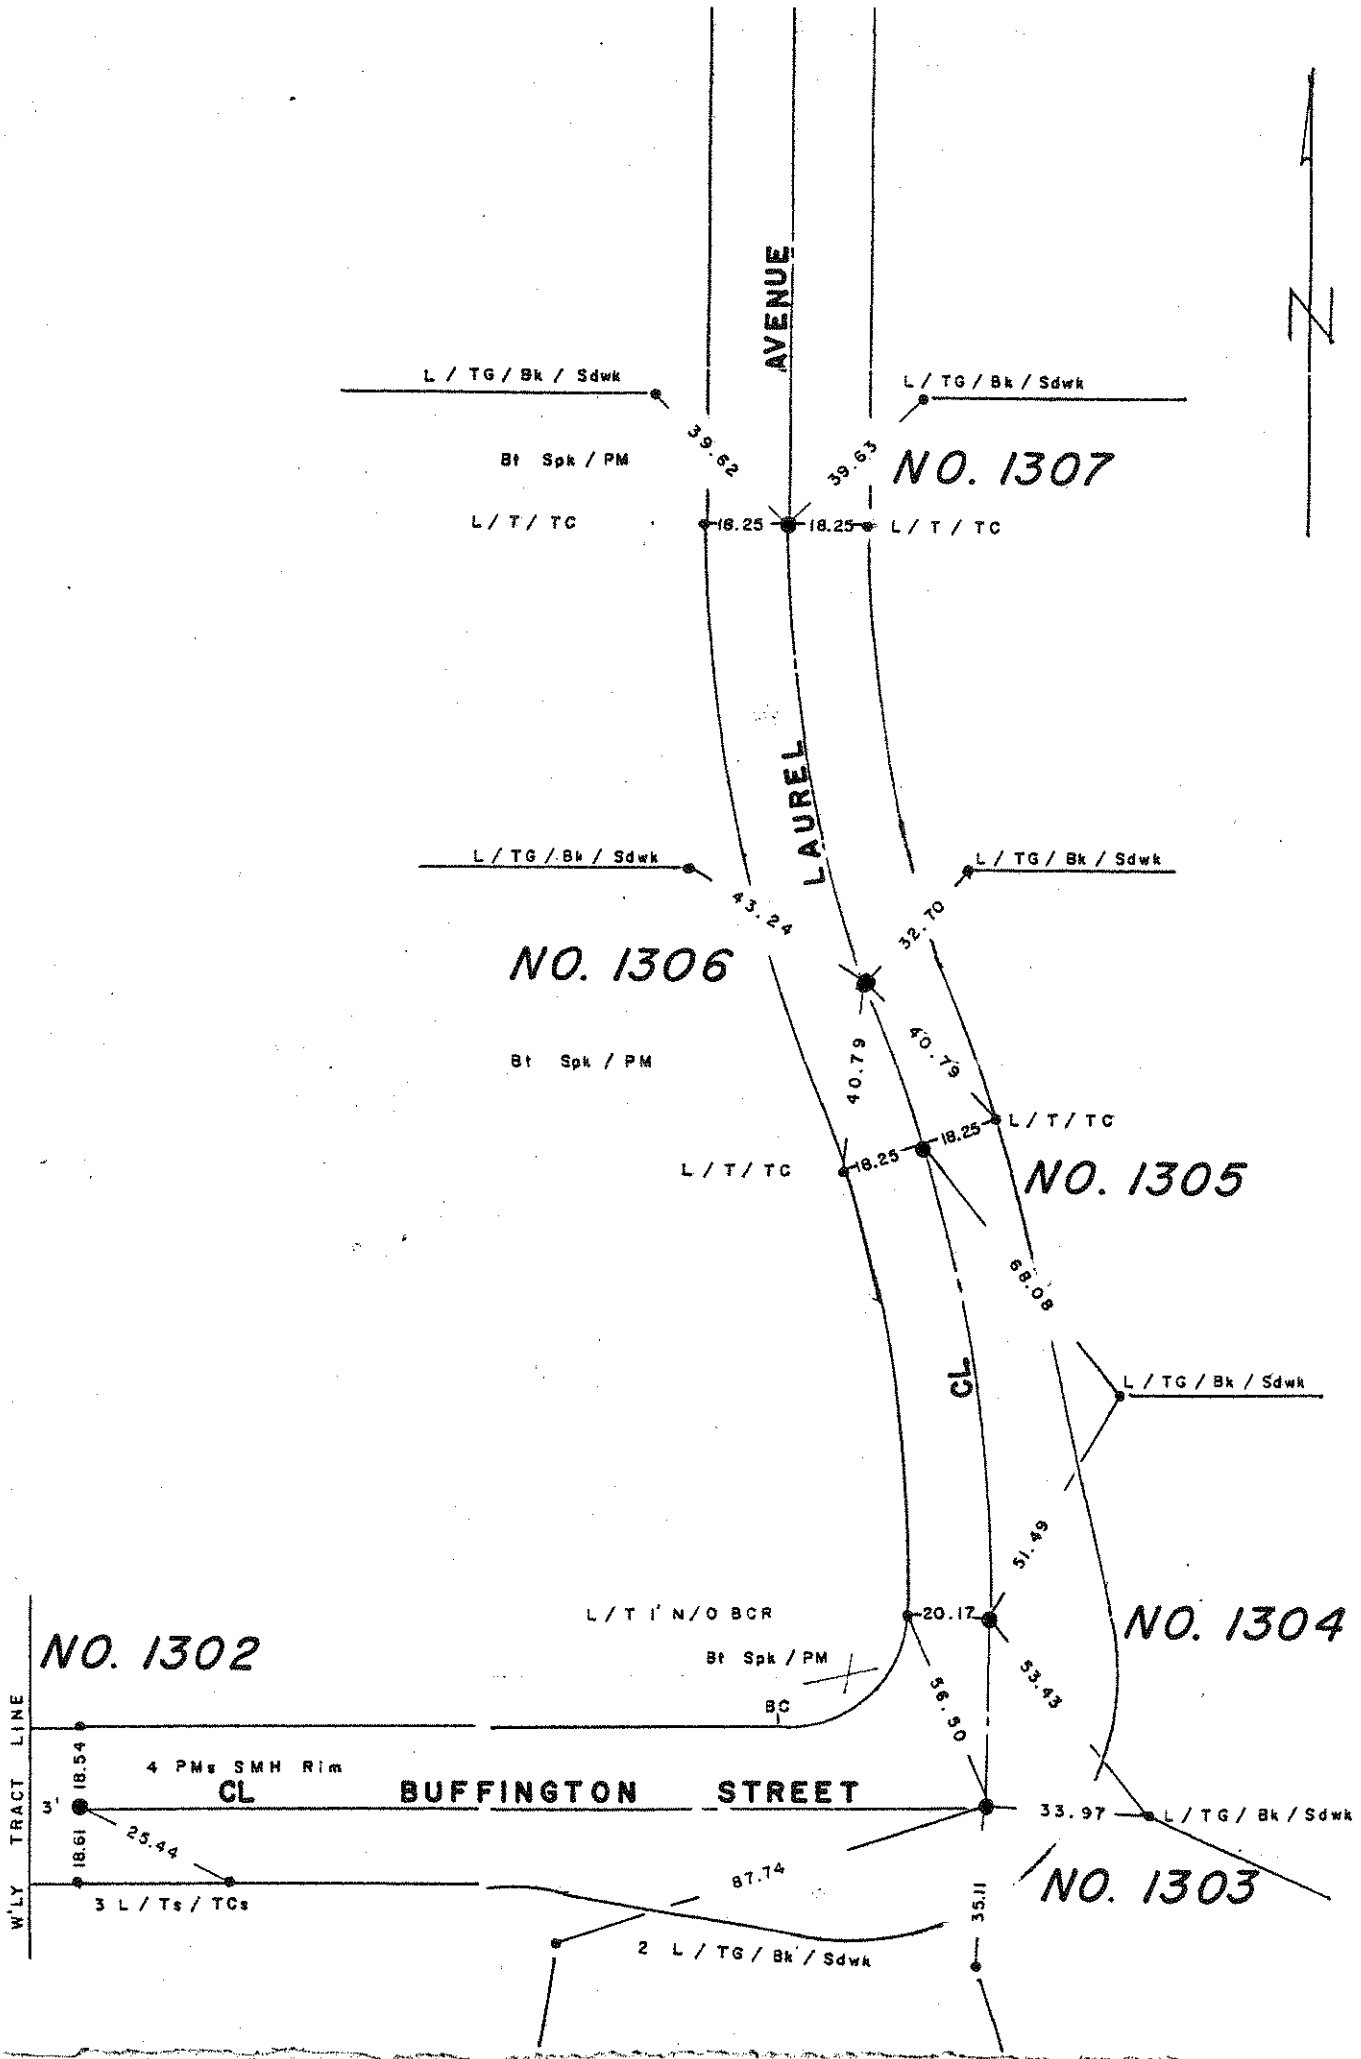 AVENUE
N
L / TG / Bk / Sdwk
L / TG / Bk / Sdwk
39.62
39.63
NO. 1307
Bt Spk / PM
L / T / TC
18.25
18.25
L / T / TC
LAUREL
L / TG / Bk / Sdwk
L / TG / Bk / Sdwk
43.24
32.70
NO. 1306
40.79
40.79
Bt Spk / PM
L / T / TC
18.25
18.25
L / T / TC
NO. 1305
68.08
CL
L / TG / Bk / Sdwk
51.49
L / T 1' N/O BCR
20.17
NO. 1304
NO. 1302
Bt Spk / PM
53.43
56.50
BC
W'LY TRACT LINE
18.54
4 PMs SMH Rim
CL BUFFINGTON STREET
3'
33.97
L / TG / Bk / Sdwk
18.61
25.44
87.74
NO. 1303
3 L / Ts / TCs
35.11
2 L / TG / Bk / Sdwk